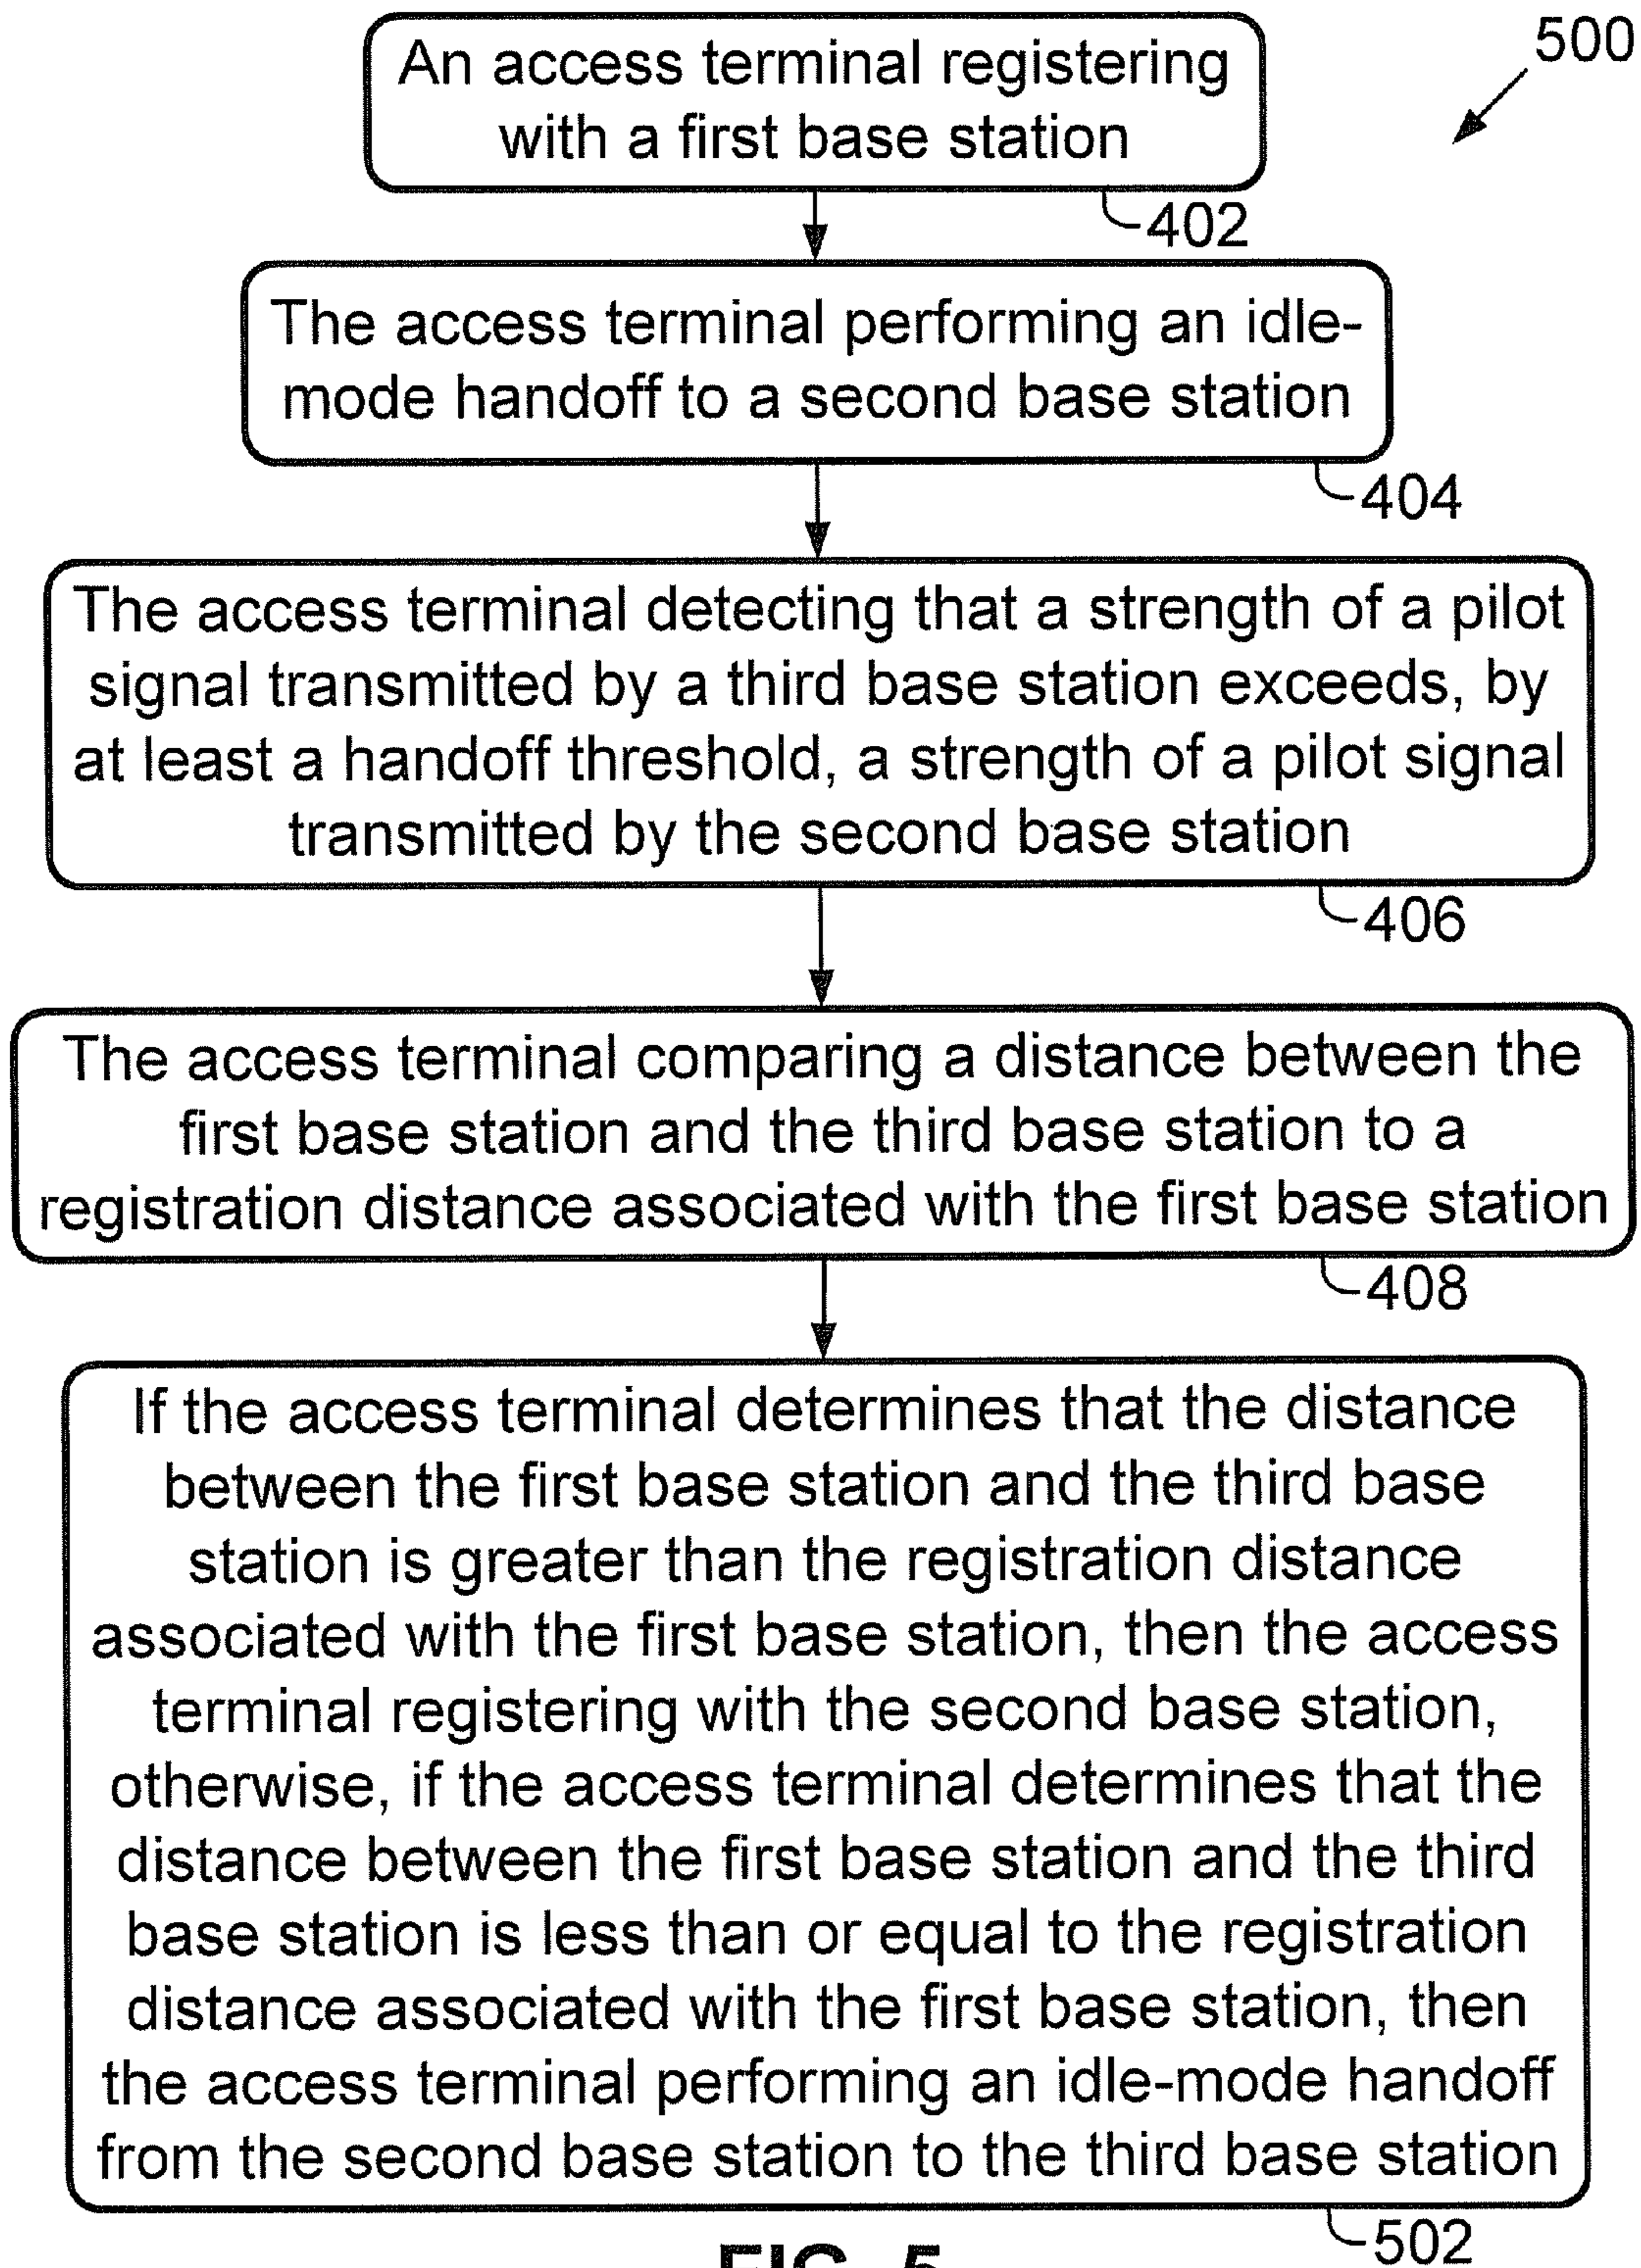 500
An access terminal registering
with a first base station
402
The access terminal performing an idle-
mode handoff to a second base station
404
The access terminal detecting that a strength of a pilot
signal transmitted by a third base station exceeds, by
at least a handoff threshold, a strength of a pilot signal
transmitted by the second base station
406
The access terminal comparing a distance between the
first base station and the third base station to a
registration distance associated with the first base station
408
If the access terminal determines that the distance
between the first base station and the third base
station is greater than the registration distance
associated with the first base station, then the access
terminal registering with the second base station,
otherwise, if the access terminal determines that the
distance between the first base station and the third
base station is less than or equal to the registration
distance associated with the first base station, then
the access terminal performing an idle-mode handoff
from the second base station to the third base station
502
FIG. 5